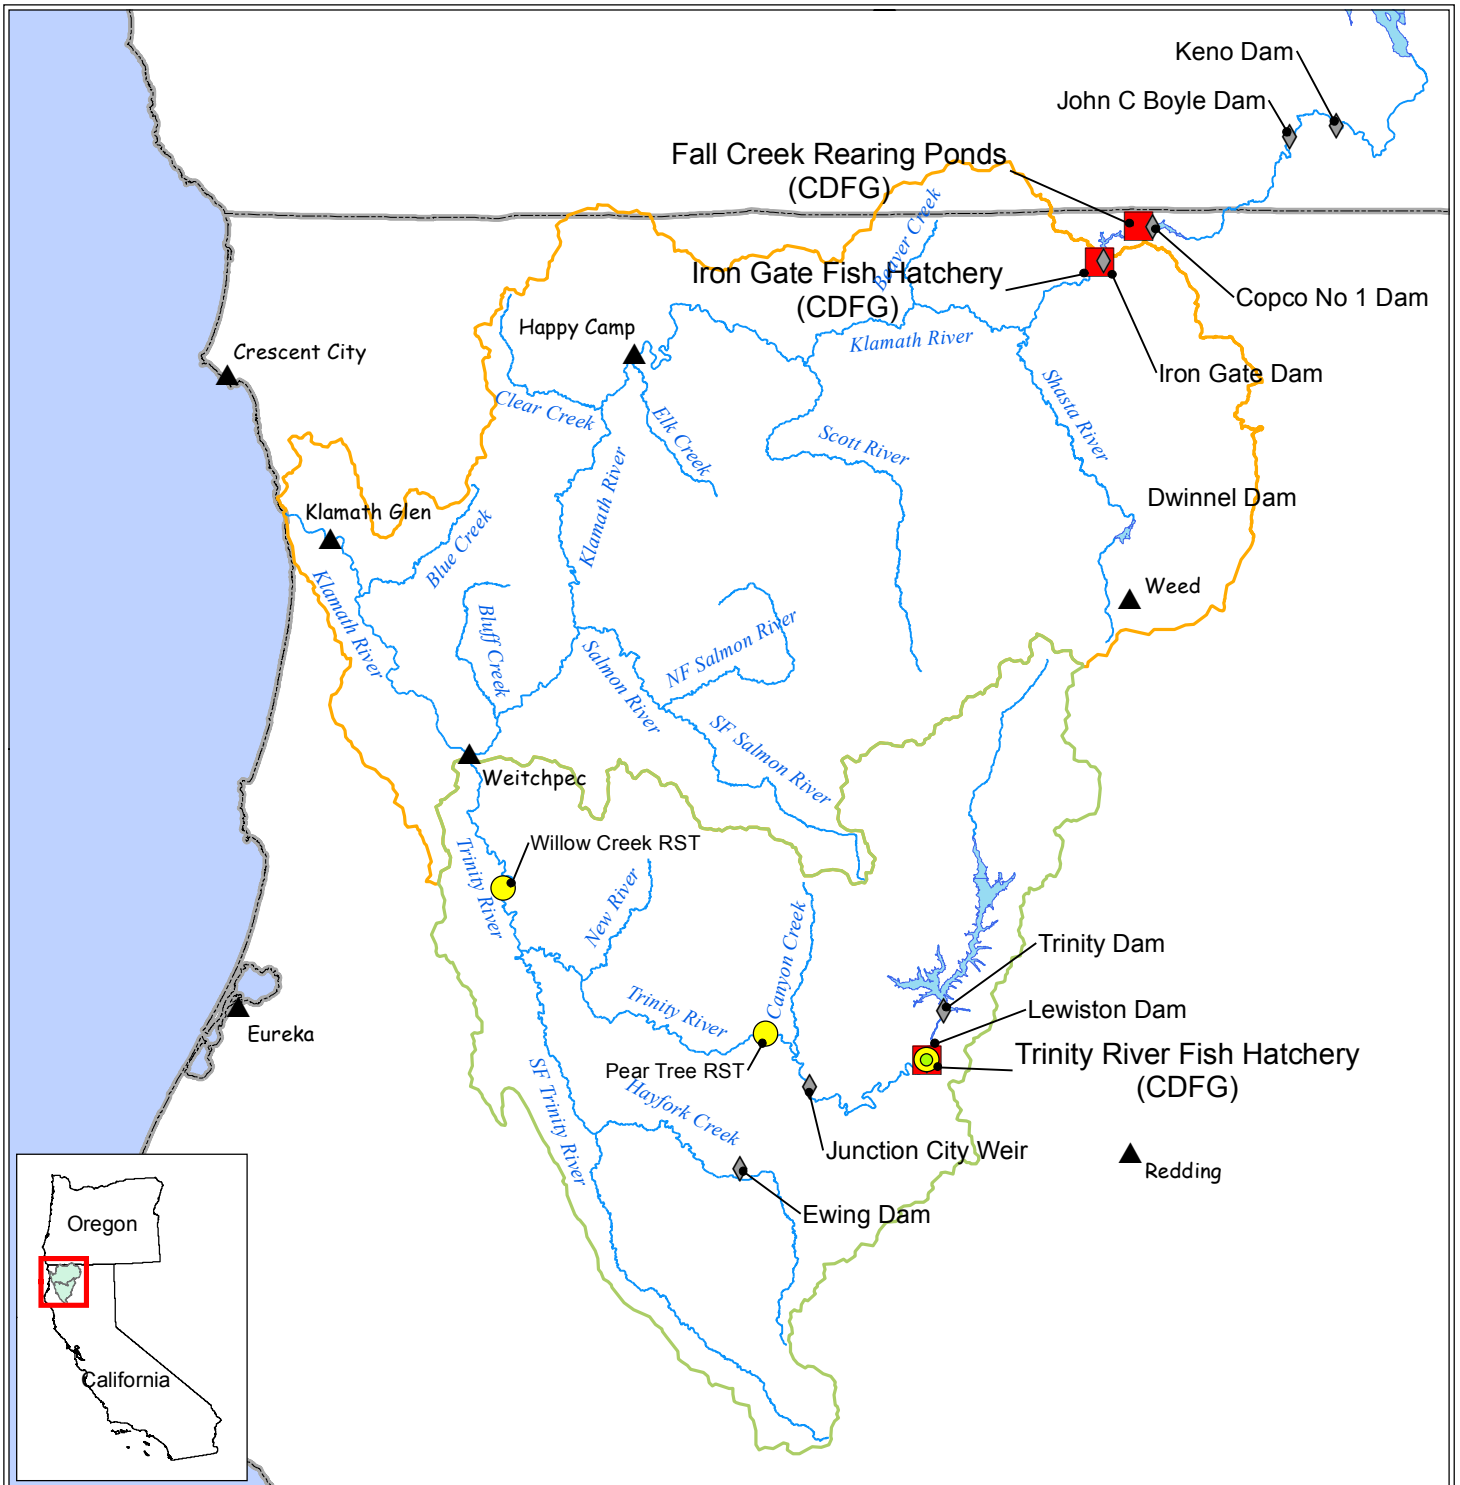 Keno Dam
John C Boyle Dam
Fall Creek Rearing Ponds
(CDFG)
Beaver Creek
Iron Gate Fish Hatchery
(CDFG)
Copco No 1 Dam
Happy Camp
Klamath River
Crescent City
Iron Gate Dam
Clear Creek
Elk Creek
Shasta River
Scott River
Klamath River
Dwinnel Dam
Klamath Glen
Blue Creek
Weed
Klamath River
Bluff Creek
Salmon River
NF Salmon River
SF Salmon River
Weitchpec
Willow Creek RST
Trinity River
New River
Canyon Creek
Trinity Dam
Trinity River
Lewiston Dam
Eureka
Trinity River Fish Hatchery
(CDFG)
Pear Tree RST
SF Trinity River
Hayfork Creek
Junction City Weir
Redding
Ewing Dam
Oregon
California